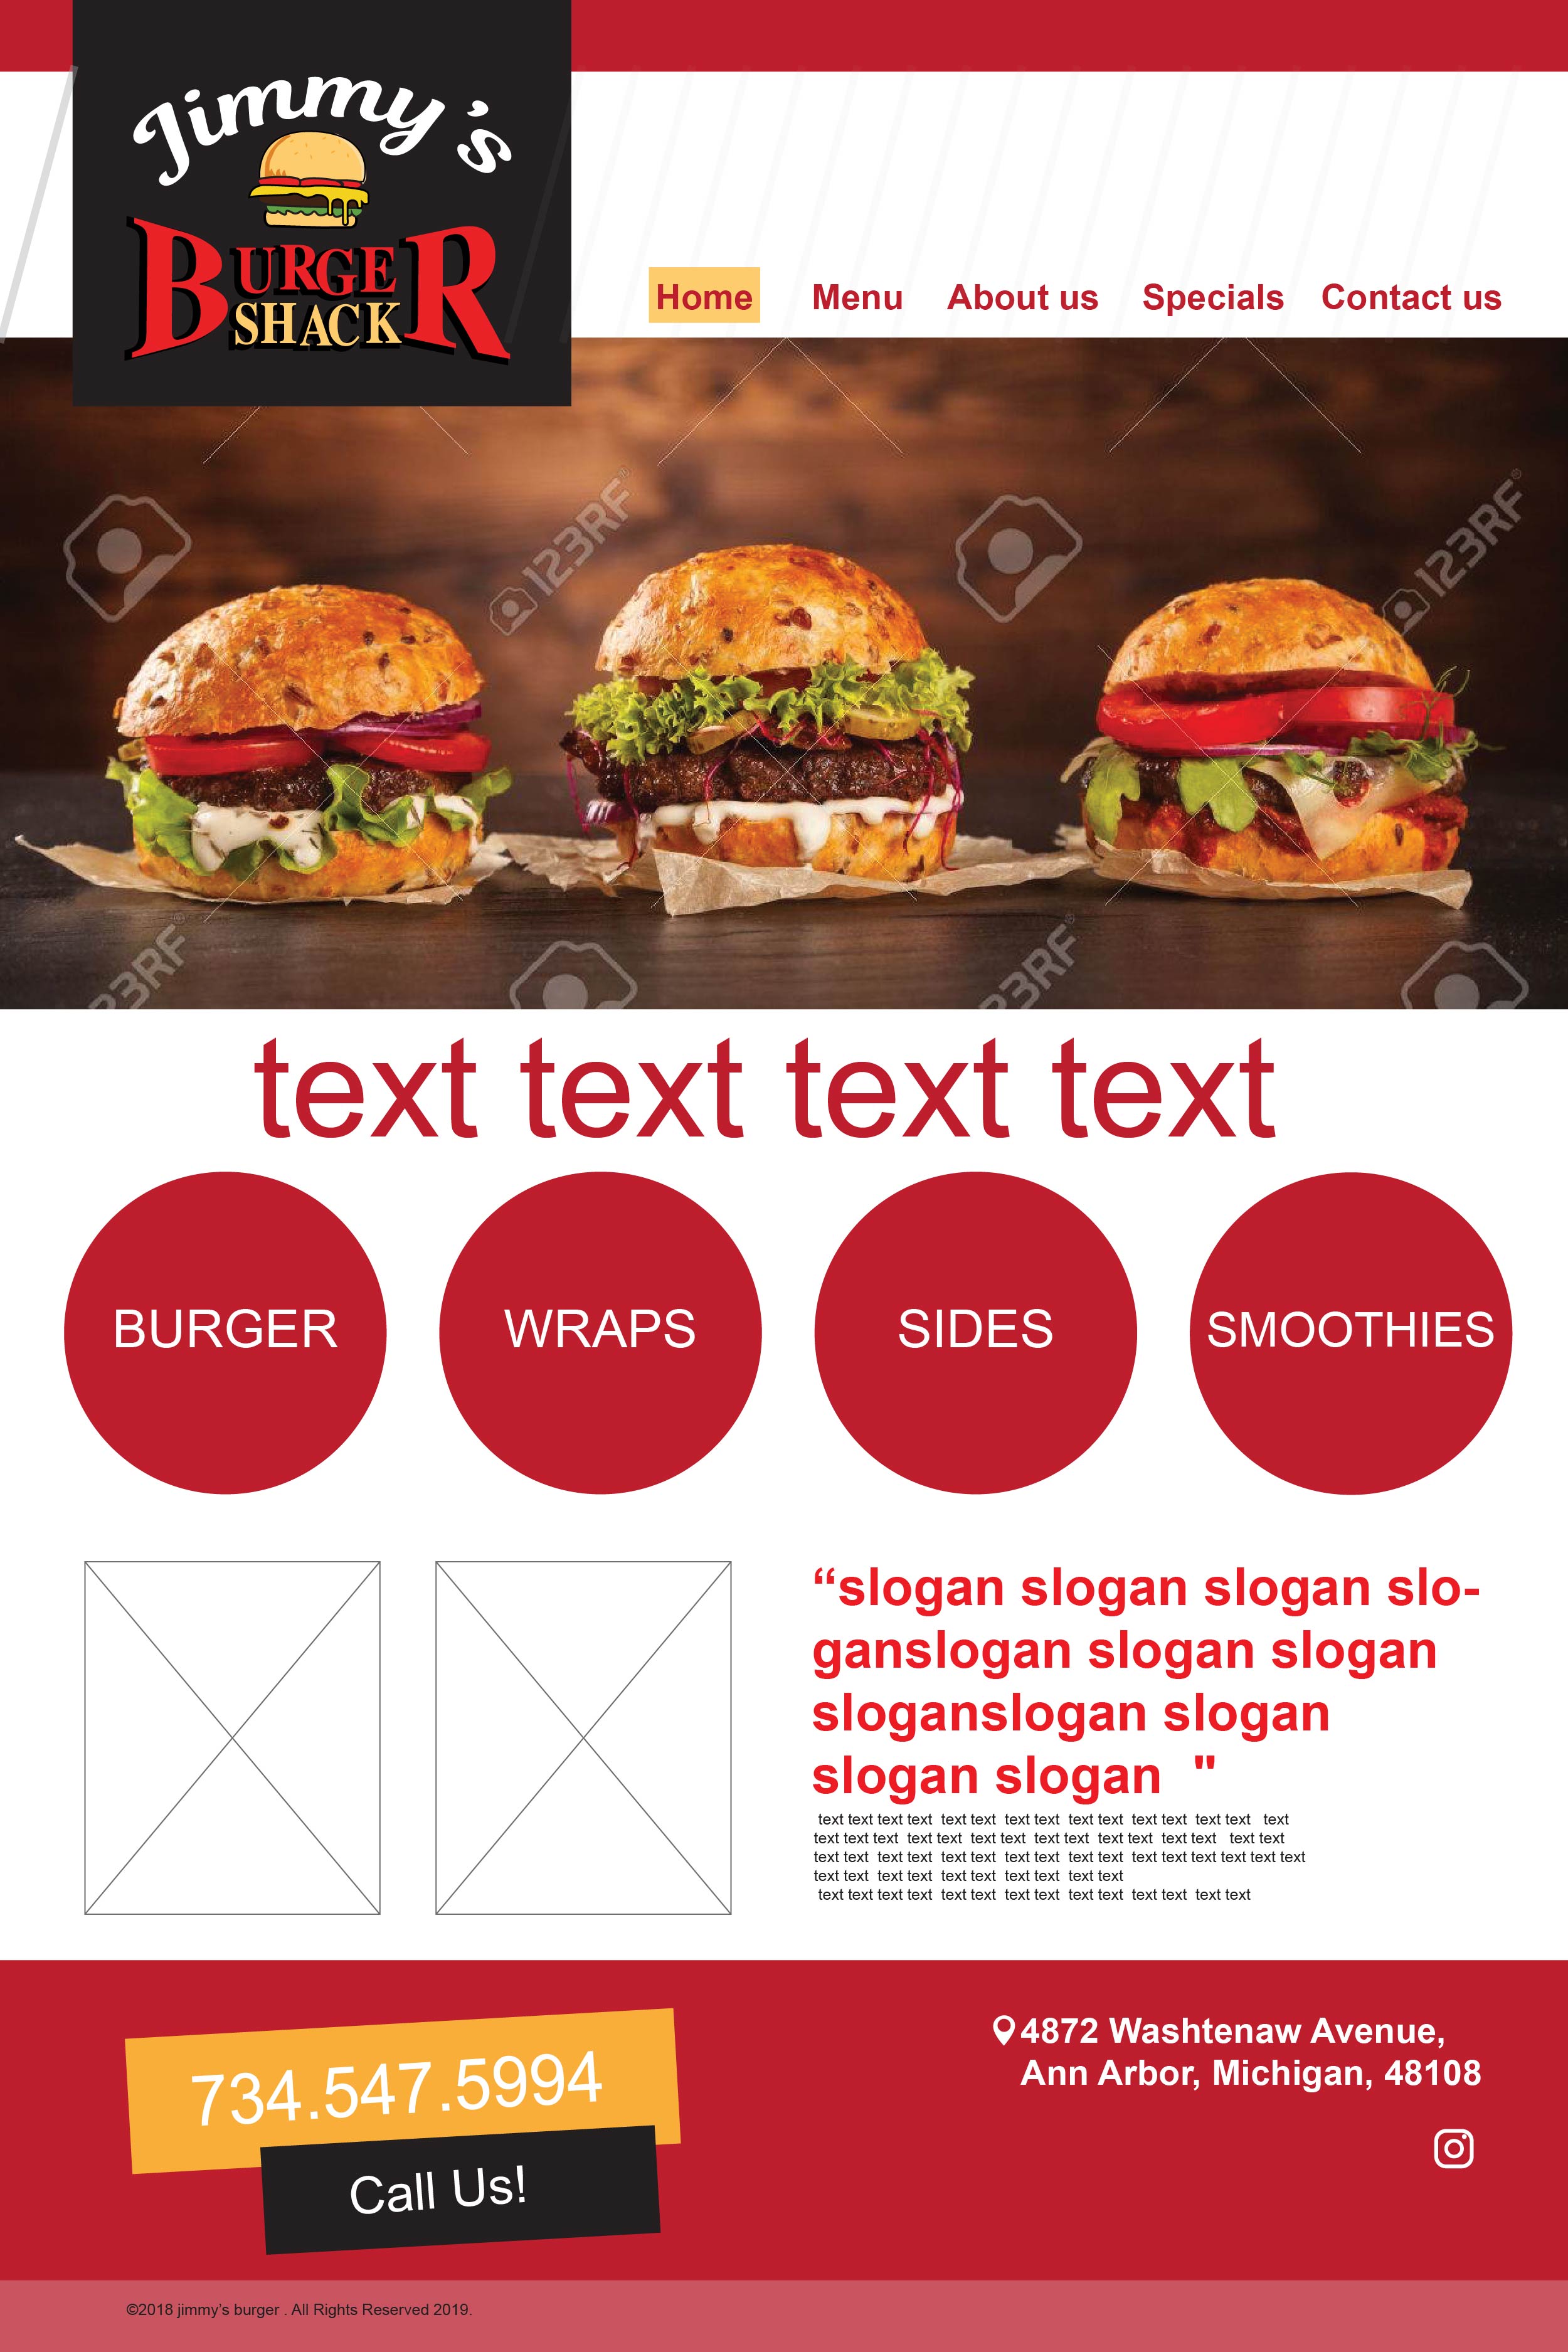 Jimmy's
BURGER
SHACK
Home Menu About us Specials Contact us
123RF
123RF
23RF
23RF
text text text text
BURGER WRAPS SIDES SMOOTHIES
“slogan slogan slogan slo-
ganslogan slogan slogan
sloganslogan slogan
slogan slogan "
text text text text text text text text text text text text text text text
text text text text text text text text text text text text text text text
text text text text text text text text text text text text text text text text
text text text text text text text text text text
text text text text text text text text text text text text text text
4872 Washtenaw Avenue,
Ann Arbor, Michigan, 48108
734.547.5994
Call Us!
©2018 jimmy's burger . All Rights Reserved 2019.